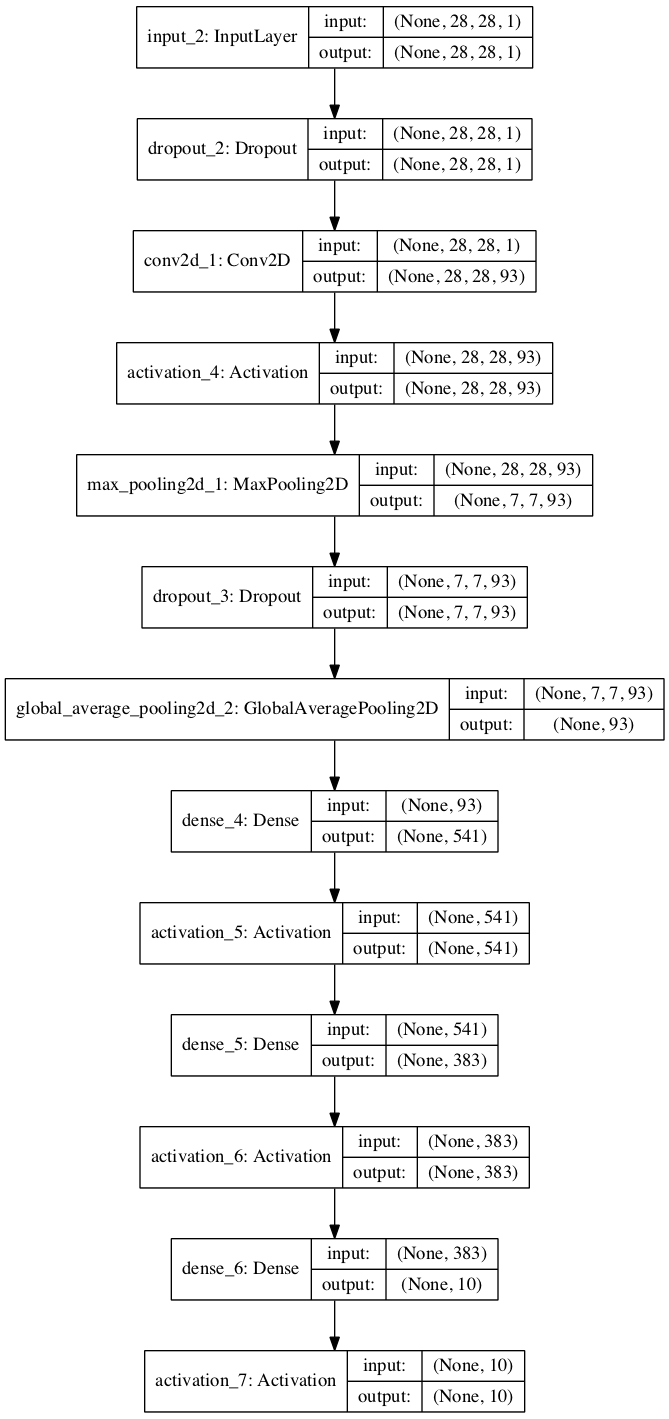 input_2: InputLayer
input: (None, 28, 28, 1)
output: (None, 28, 28, 1)
dropout_2: Dropout
input: (None, 28, 28, 1)
output: (None, 28, 28, 1)
conv2d_1: Conv2D
input: (None, 28, 28, 1)
output: (None, 28, 28, 93)
activation_4: Activation
input: (None, 28, 28, 93)
output: (None, 28, 28, 93)
max_pooling2d_1: MaxPooling2D
input: (None, 28, 28, 93)
output: (None, 7, 7, 93)
dropout_3: Dropout
input: (None, 7, 7, 93)
output: (None, 7, 7, 93)
global_average_pooling2d_2: GlobalAveragePooling2D
input: (None, 7, 7, 93)
output: (None, 93)
dense_4: Dense
input: (None, 93)
output: (None, 541)
activation_5: Activation
input: (None, 541)
output: (None, 541)
dense_5: Dense
input: (None, 541)
output: (None, 383)
activation_6: Activation
input: (None, 383)
output: (None, 383)
dense_6: Dense
input: (None, 383)
output: (None, 10)
activation_7: Activation
input: (None, 10)
output: (None, 10)